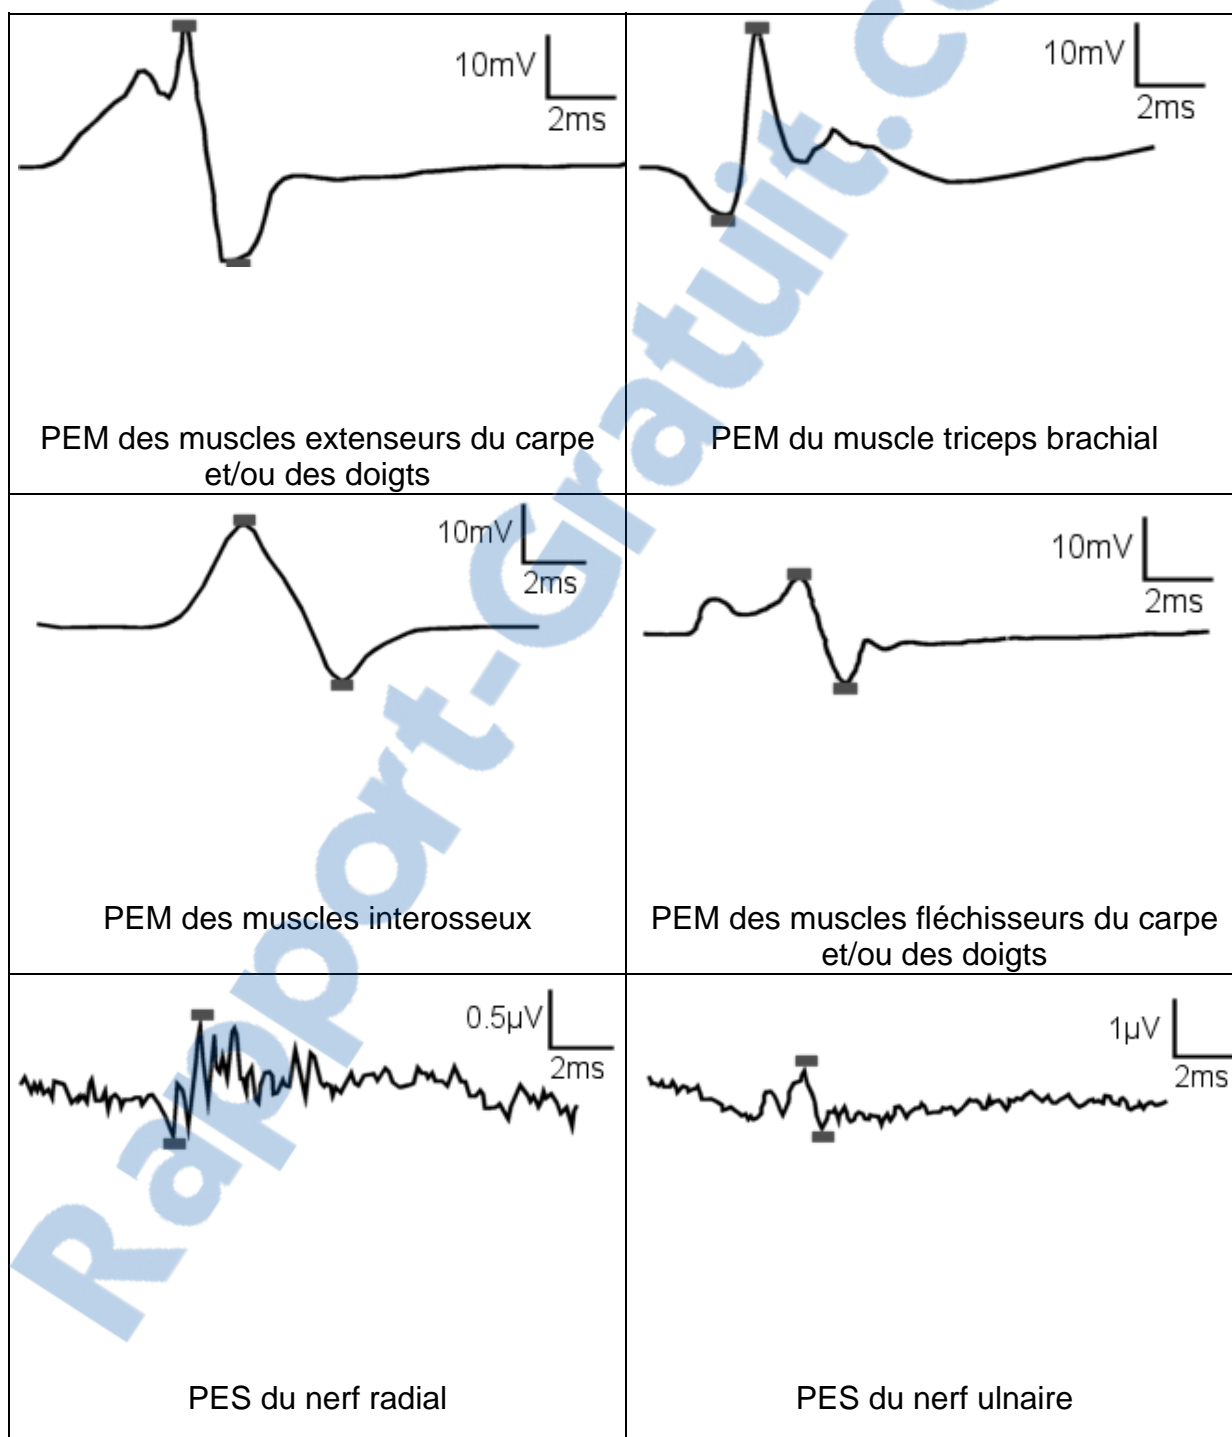 10mV
2ms
PEM des muscles extenseurs du carpe
et/ou des doigts
10mV
2ms
PEM du muscle triceps brachial
10mV
2ms
PEM des muscles interosseux
10mV
2ms
PEM des muscles fléchisseurs du carpe
et/ou des doigts
0.5µV
2ms
PES du nerf radial
1µV
2ms
PES du nerf ulnaire
Rapport-Gratuit.co